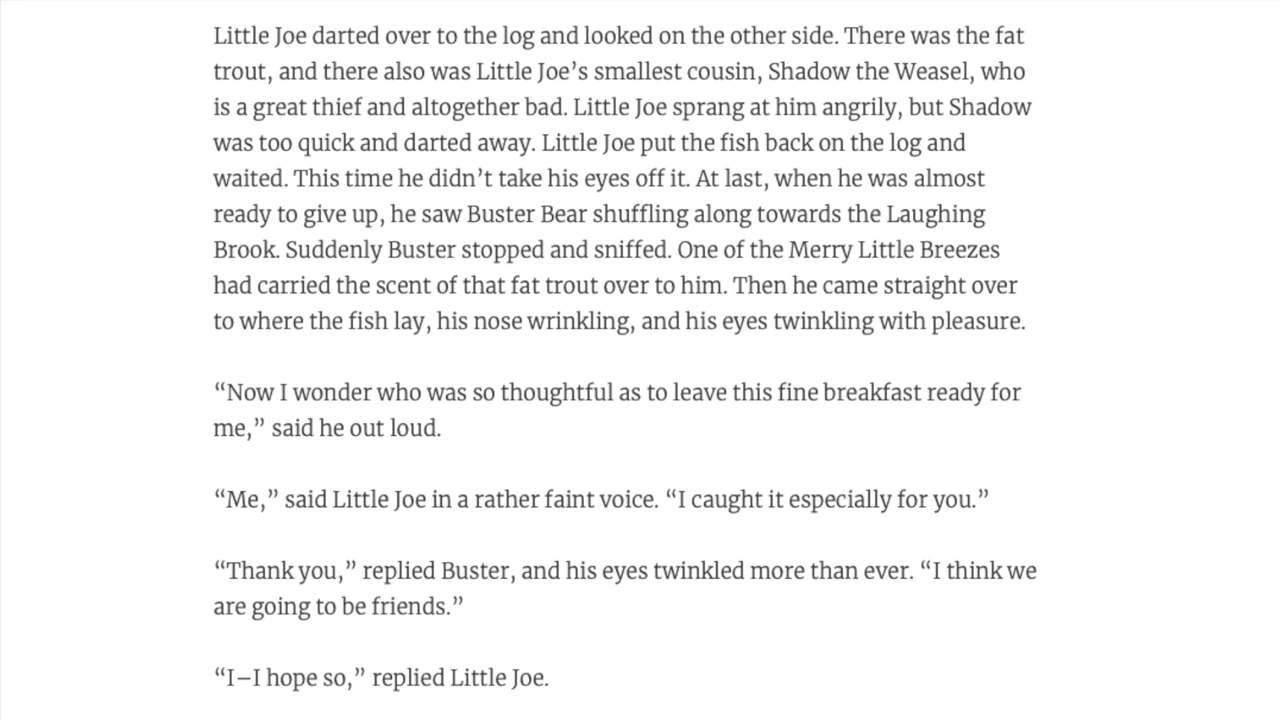 Little Joe darted over to the log and looked on the other side. There was the fat
trout, and there also was Little Joe’s smallest cousin, Shadow the Weasel, who
is a great thief and altogether bad. Little Joe sprang at him angrily, but Shadow
was too quick and darted away. Little Joe put the fish back on the log and
waited. This time he didn’t take his eyes off it. At last, when he was almost
ready to give up, he saw Buster Bear shuffling along towards the Laughing
Brook. Suddenly Buster stopped and sniffed. One of the Merry Little Breezes
had carried the scent of that fat trout over to him. Then he came straight over
to where the fish lay, his nose wrinkling, and his eyes twinkling with pleasure.
“Now I wonder who was so thoughtful as to leave this fine breakfast ready for
me,” said he out loud.
“Me,” said Little Joe in a rather faint voice. “I caught it especially for you.”
“Thank you,” replied Buster, and his eyes twinkled more than ever. “I think we
are going to be friends.”
“I–I hope so,” replied Little Joe.